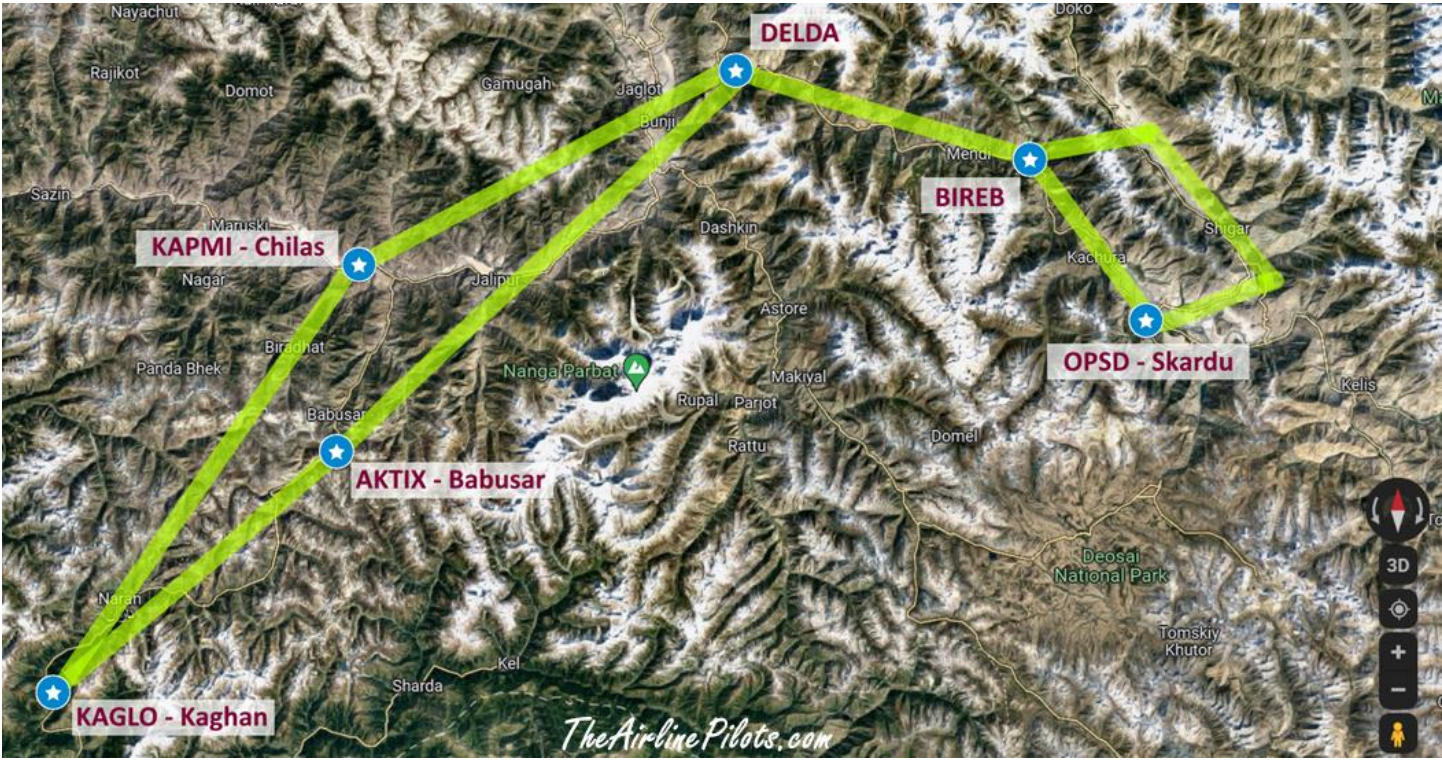 Nayachut
Doko
DELDA
Rajikot
Domot
Gamugah
Jaglot
Bunji
Mendi
BIREB
Sazin
Maruski
KAPMI - Chilas
Nagar
Jalipur
Dashkin
Shigar
Kachura
Astore
OPSD - Skardu
Biradhat
Panda Bhek
Nanga Parbat
Makiyal
Kelis
Rupal
Parjot
Babusar
Rattu
Domel
AKTIX - Babusar
Deosai
National Park
3D
Naran
Tomskiy
Khutor
Kel
Sharda
KAGLO - Kaghan
TheAirlinePilots.com